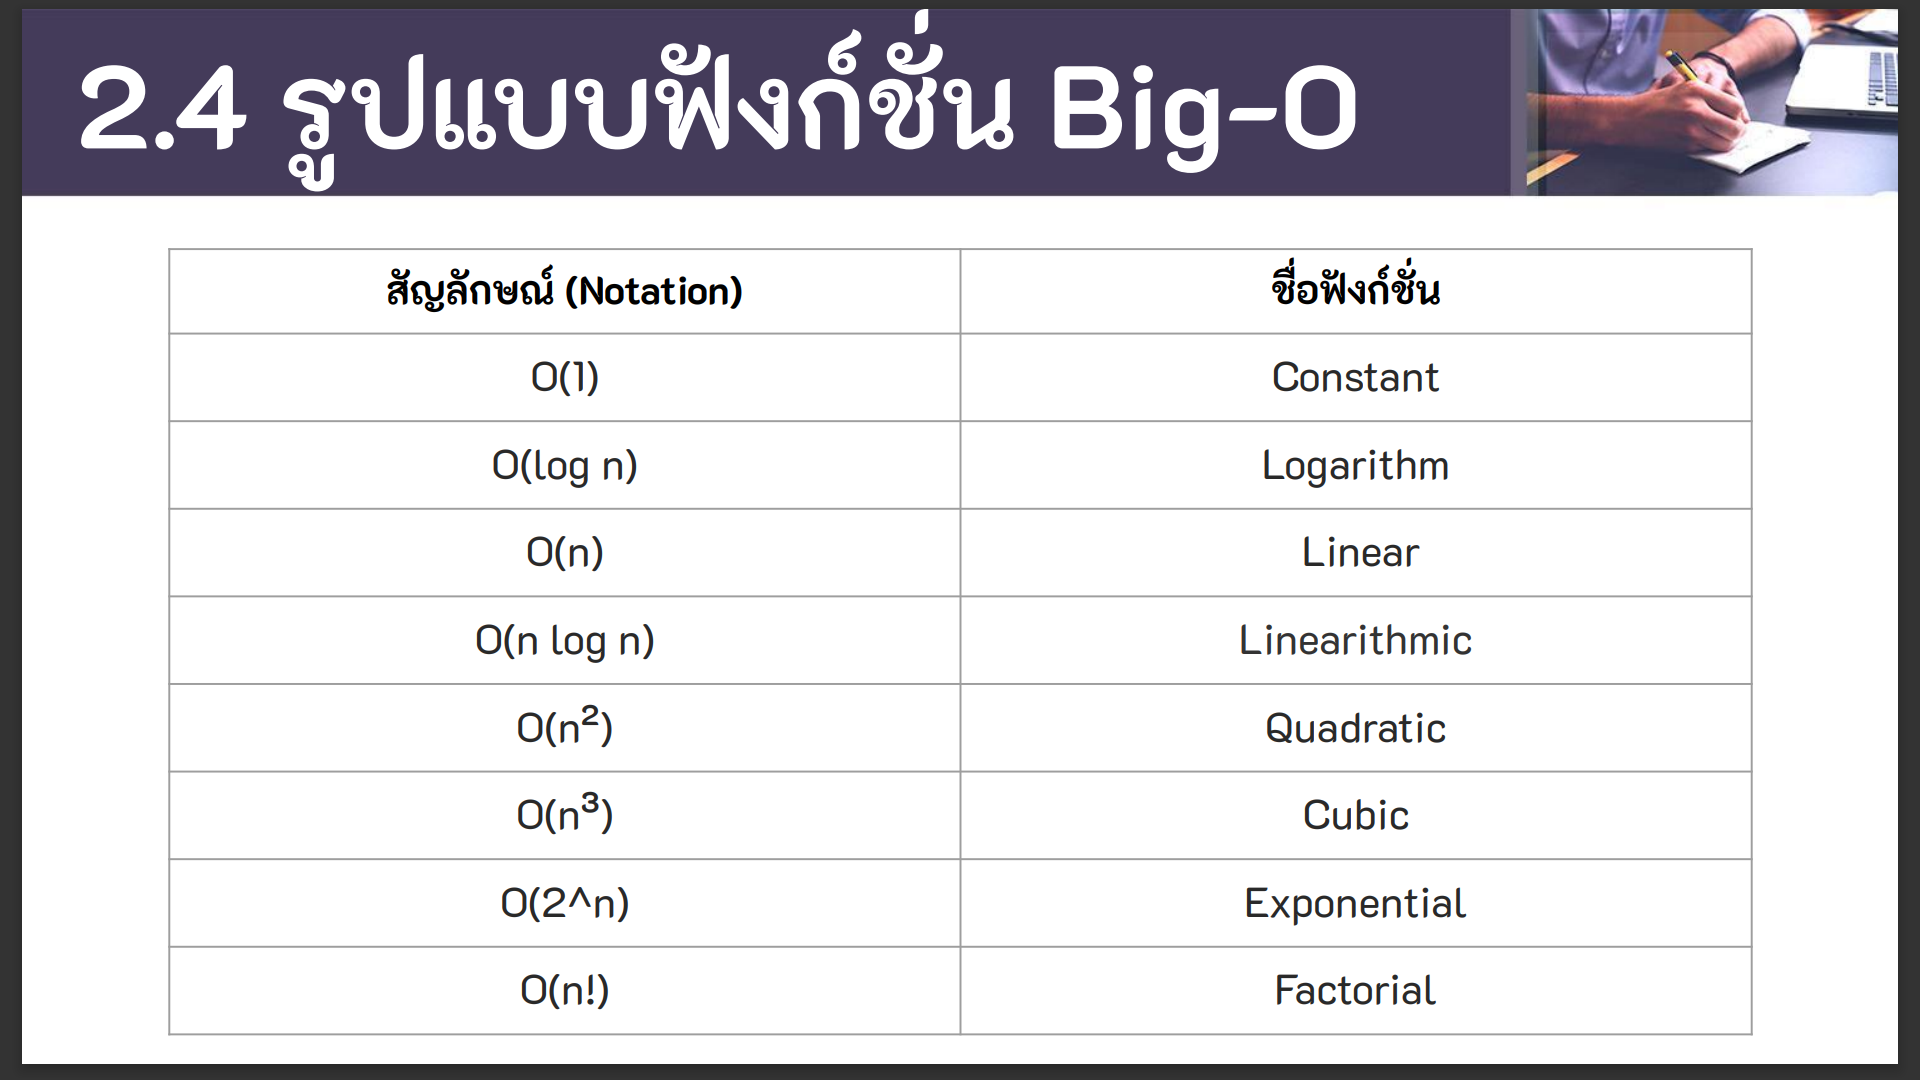 2.4 รูปแบบฟังก์ชั่น Big-O
สัญลักษณ์ (Notation) ชื่อฟังก์ชั่น
O(1) Constant
O(log n) Logarithm
O(n) Linear
O(n log n) Linearithmic
O(n²) Quadratic
O(n³) Cubic
O(2^n) Exponential
O(n!) Factorial